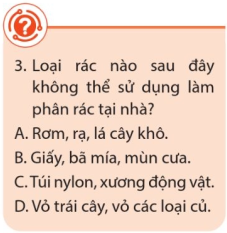 3. Loại rác nào sau đây
không thể sử dụng làm
phân rác tại nhà?
A. Rơm, rạ, lá cây khô.
B. Giấy, bã mía, mùn cưa.
C. Túi nylon, xương động vật.
D. Vỏ trái cây, vỏ các loại củ.